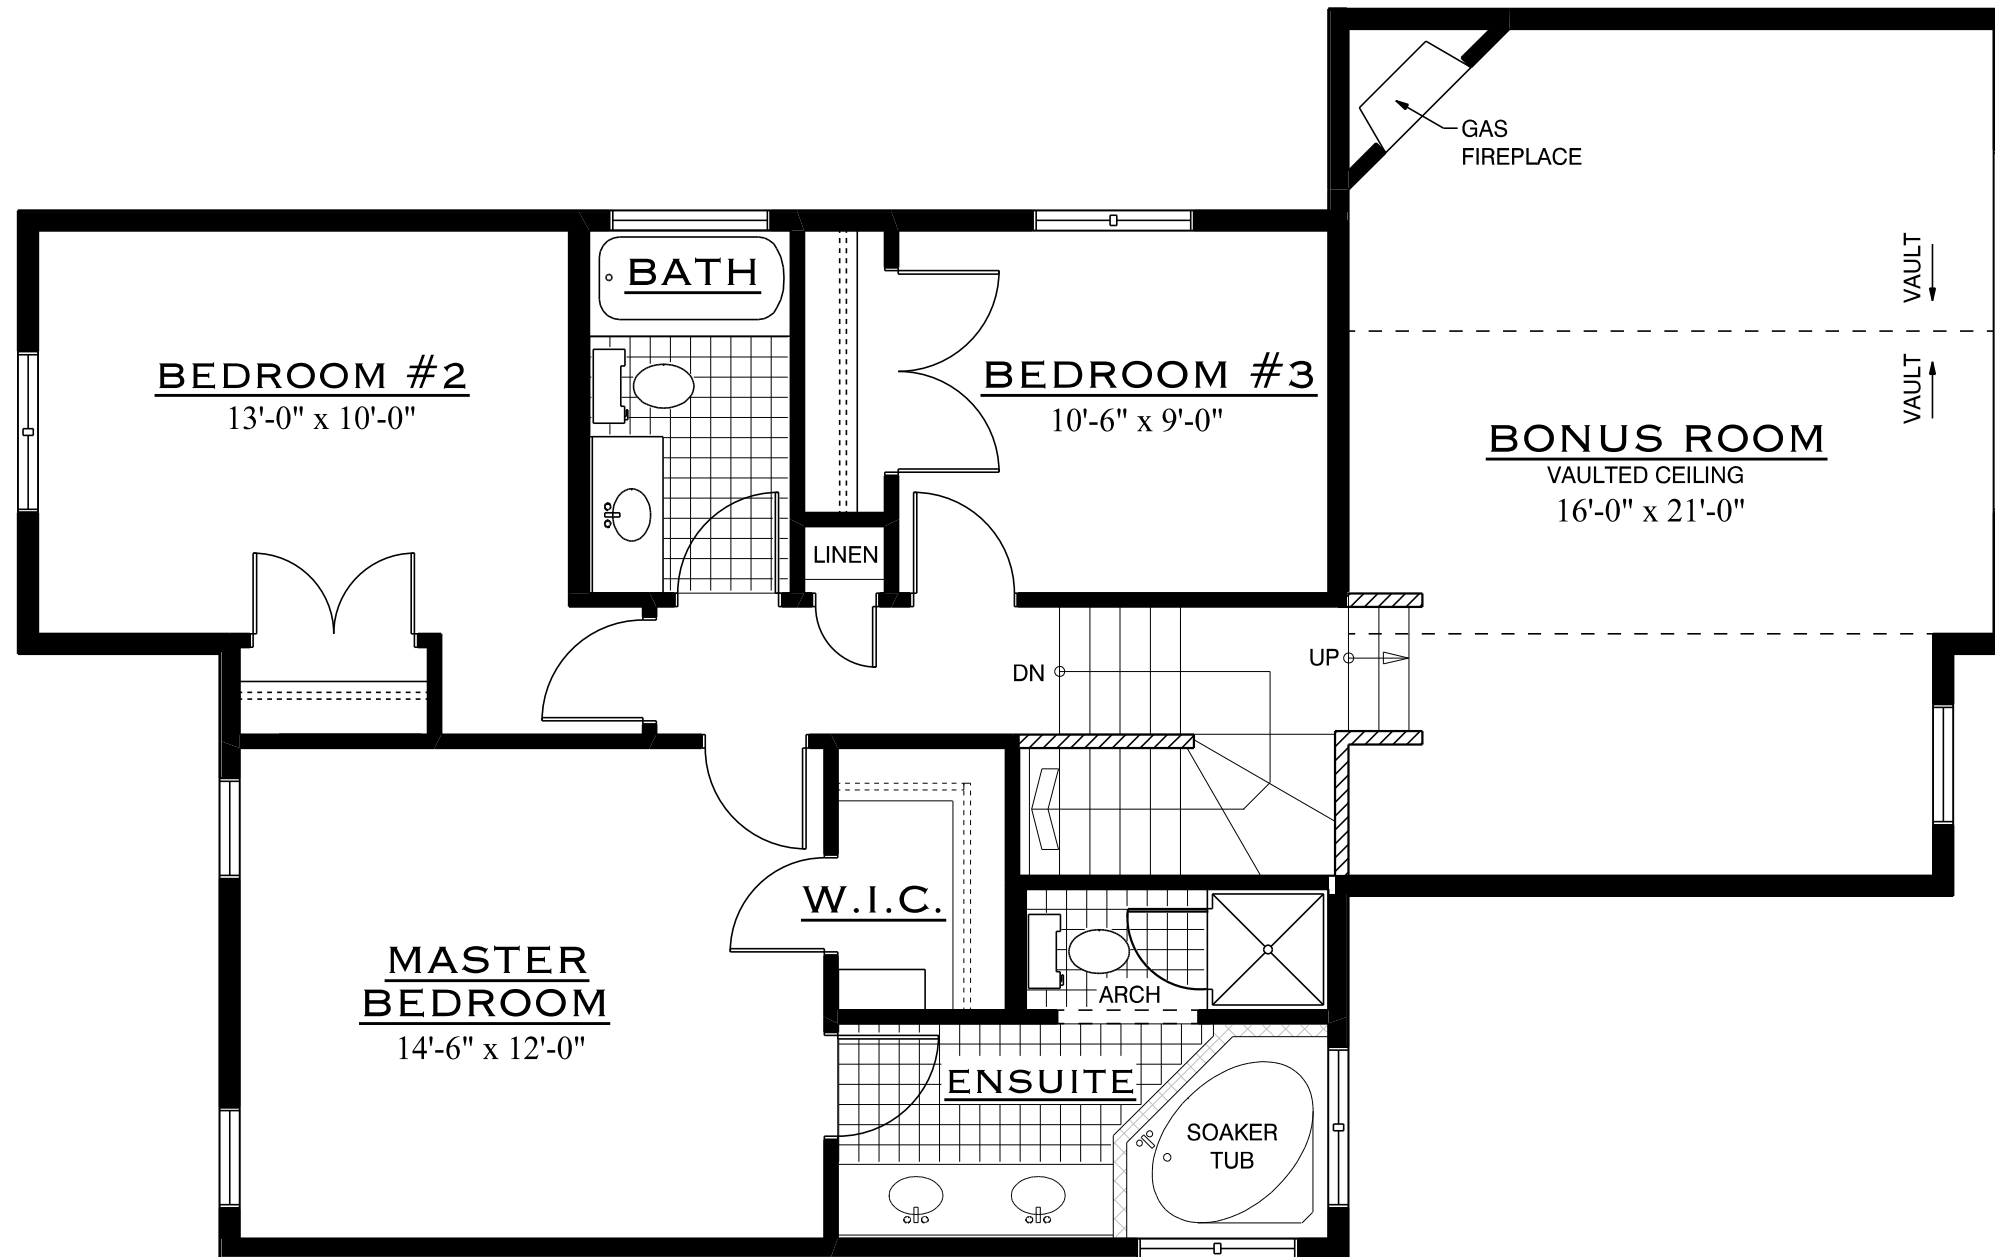 GAS
FIREPLACE
BATH
VAULT
BEDROOM #2
13'-0" x 10'-0"
BEDROOM #3
10'-6" x 9'-0"
VAULT
BONUS ROOM
VAULTED CEILING
16'-0" x 21'-0"
LINEN
UP
DN
W.I.C.
MASTER
BEDROOM
14'-6" x 12'-0"
ARCH
ENSUITE
SOAKER
TUB